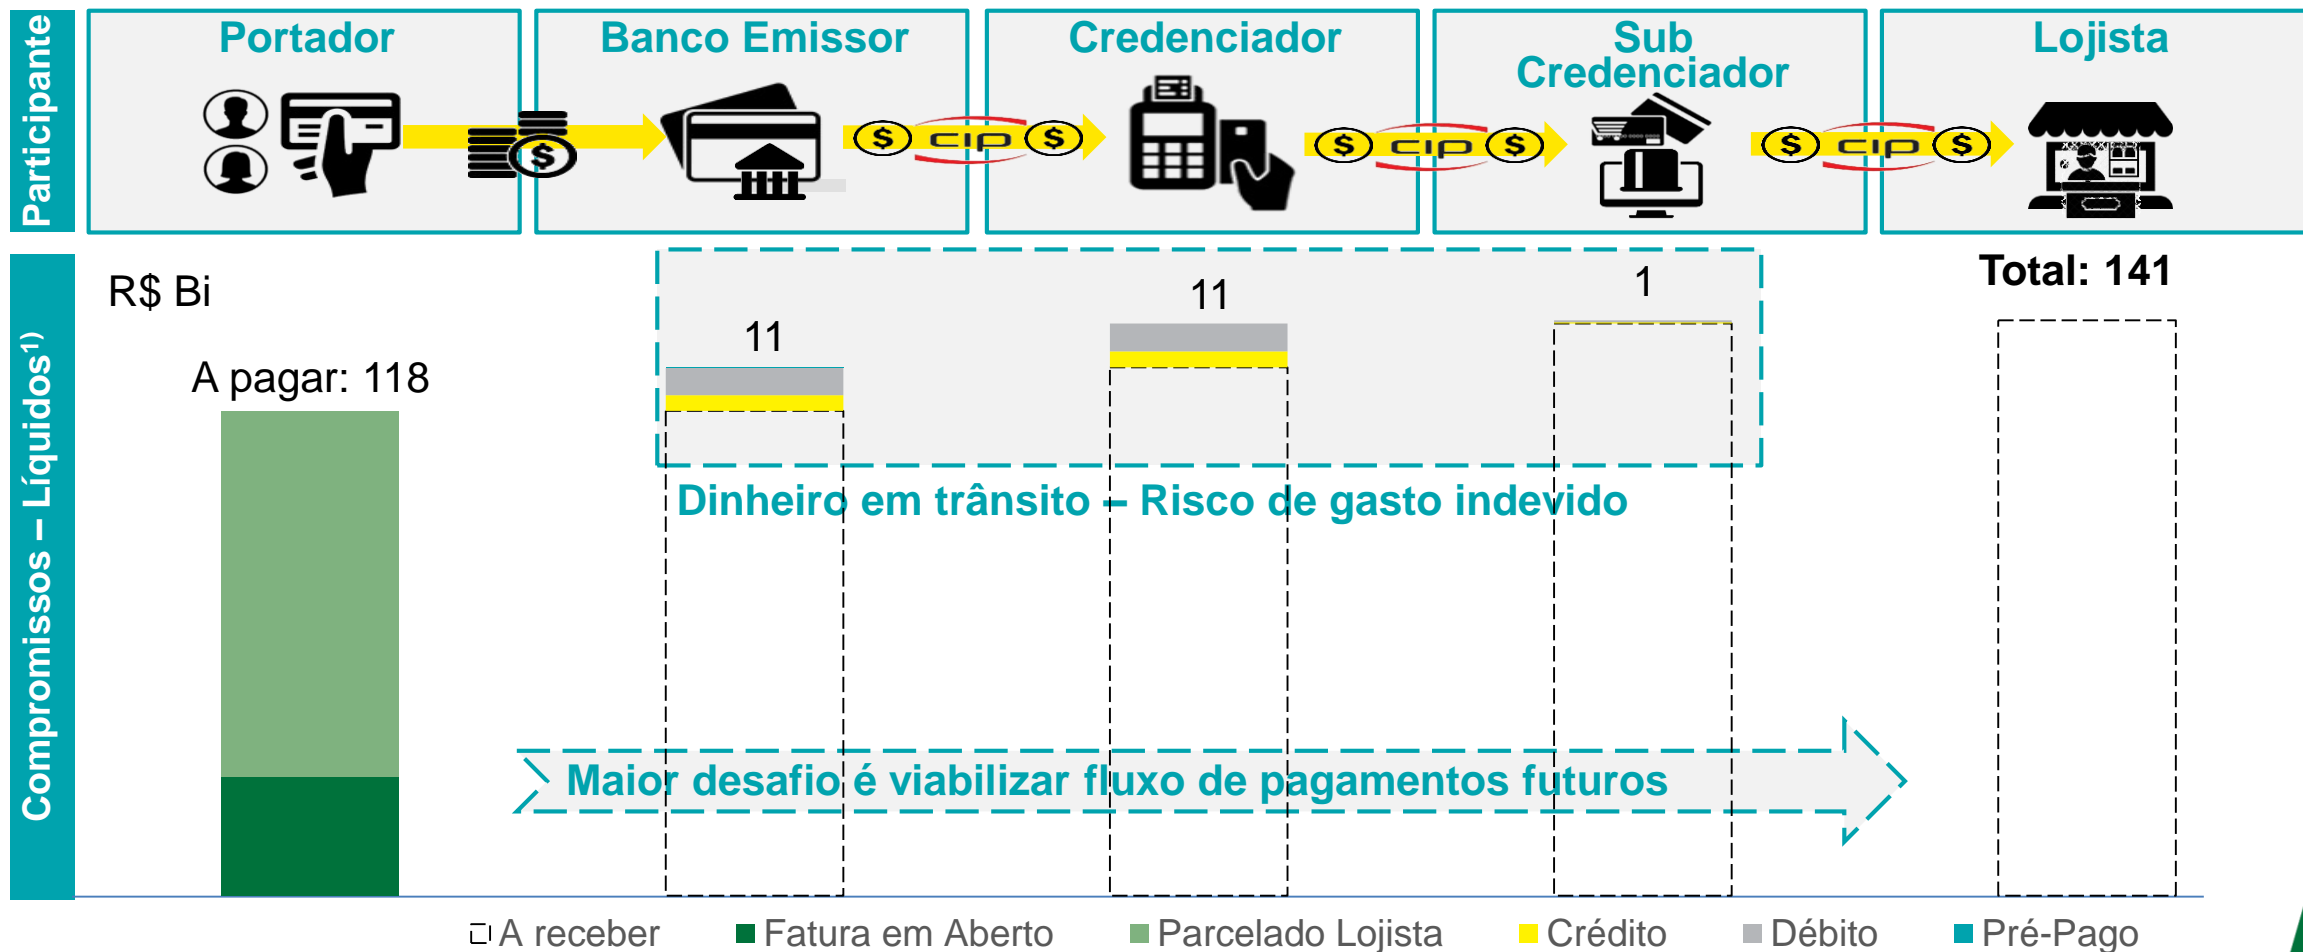 Participante
Portador
Banco Emissor
Credenciador
Sub
Credenciador
Lojista
$
$ cip $
$ cip $
$ cip $
Compromissos – Líquidos¹⁾
R$ Bi
A pagar: 118
11
11
1
Total: 141
Dinheiro em trânsito – Risco de gasto indevido
Maior desafio é viabilizar fluxo de pagamentos futuros
A receber
Fatura em Aberto
Parcelado Lojista
Crédito
Débito
Pré-Pago